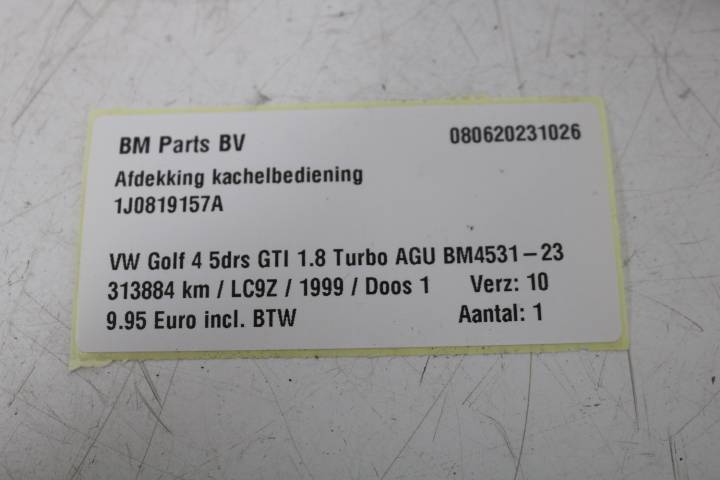 BM Parts BV 080620231026
Afdekking kachelbediening
1J0819157A
VW Golf 4 5drs GTI 1.8 Turbo AGU BM4531-23
313884 km / LC9Z / 1999 / Doos 1 Verz: 10
9.95 Euro incl. BTW Aantal: 1